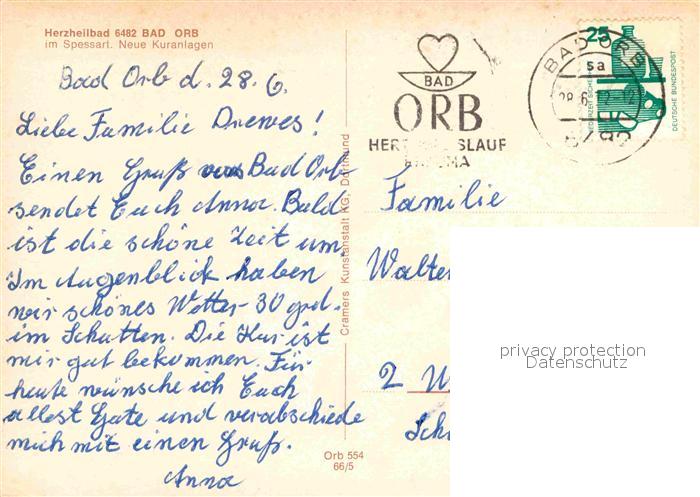 Herzheilbad 6482 BAD ORB
im Spessart. Neue Kuranlagen
Bad Orb d. 28. 6.
Liebe Familie Drewes!
Einen Gruß aus Bad Orb
sendet Euch Anna. Bald
ist die schöne Zeit um.
Im Augenblick haben
wir schönes Wetter 30 grd.
im Schatten. Die Kur ist
mir gut bekommen. Für
heute wünsche ich Euch
alles Gute und verabschiede
mich mit einen Gruß.
Anna
Cramers Kunstanstalt KG, Dortmund
Orb 554
66/5
BAD
ORB
HERZ
BAD ORB
sa
25
DEUTSCHE BUNDESPOST
Familie
Walter
2
privacy protection
Datenschutz